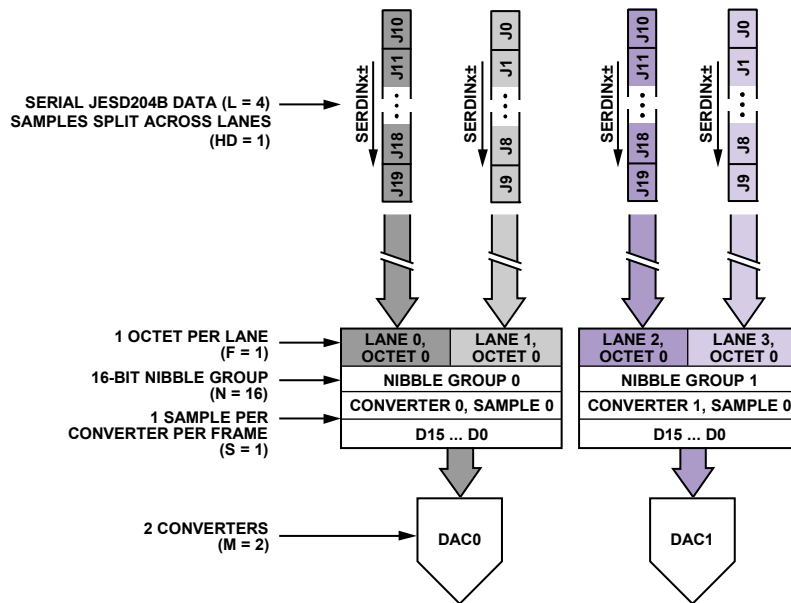 J10
J11
J18
J19
SERDINx±
J0
J1
J8
J9
SERDINx±
J10
J11
J18
J19
SERDINx±
J0
J1
J8
J9
SERDINx±
SERIAL JESD204B DATA (L = 4)
SAMPLES SPLIT ACROSS LANES
(HD = 1)
1 OCTET PER LANE
(F = 1)
LANE 0,
OCTET 0
LANE 1,
OCTET 0
LANE 2,
OCTET 0
LANE 3,
OCTET 0
16-BIT NIBBLE GROUP
(N = 16)
NIBBLE GROUP 0
NIBBLE GROUP 1
1 SAMPLE PER
CONVERTER PER FRAME
(S = 1)
CONVERTER 0, SAMPLE 0
CONVERTER 1, SAMPLE 0
D15 ... D0
D15 ... D0
2 CONVERTERS
(M = 2)
DAC0
DAC1